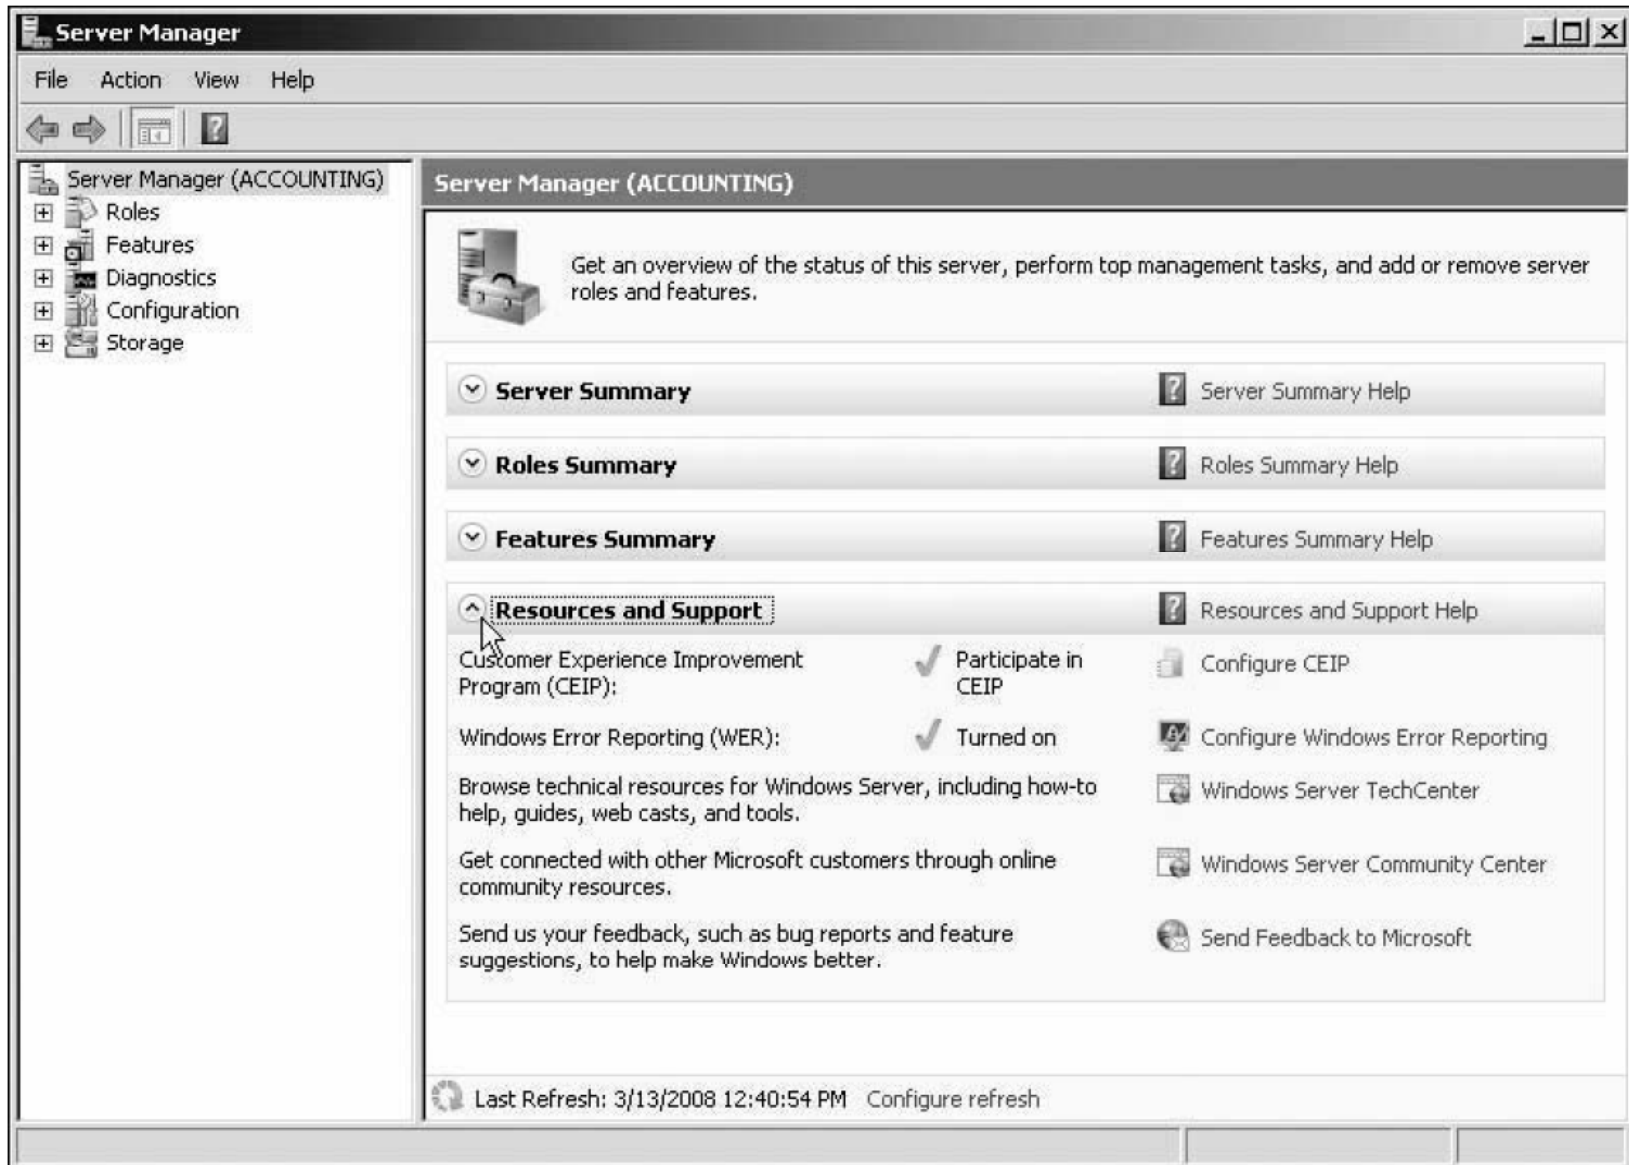 Server Manager
File Action View Help
Server Manager (ACCOUNTING)
Roles
Features
Diagnostics
Configuration
Storage
Server Manager (ACCOUNTING)
Get an overview of the status of this server, perform top management tasks, and add or remove server
roles and features.
Server Summary
Server Summary Help
Roles Summary
Roles Summary Help
Features Summary
Features Summary Help
Resources and Support
Resources and Support Help
Customer Experience Improvement
Program (CEIP):
Participate in
CEIP
Configure CEIP
Windows Error Reporting (WER):
Turned on
Configure Windows Error Reporting
Browse technical resources for Windows Server, including how-to
help, guides, web casts, and tools.
Windows Server TechCenter
Get connected with other Microsoft customers through online
community resources.
Windows Server Community Center
Send us your feedback, such as bug reports and feature
suggestions, to help make Windows better.
Send Feedback to Microsoft
Last Refresh: 3/13/2008 12:40:54 PM Configure refresh